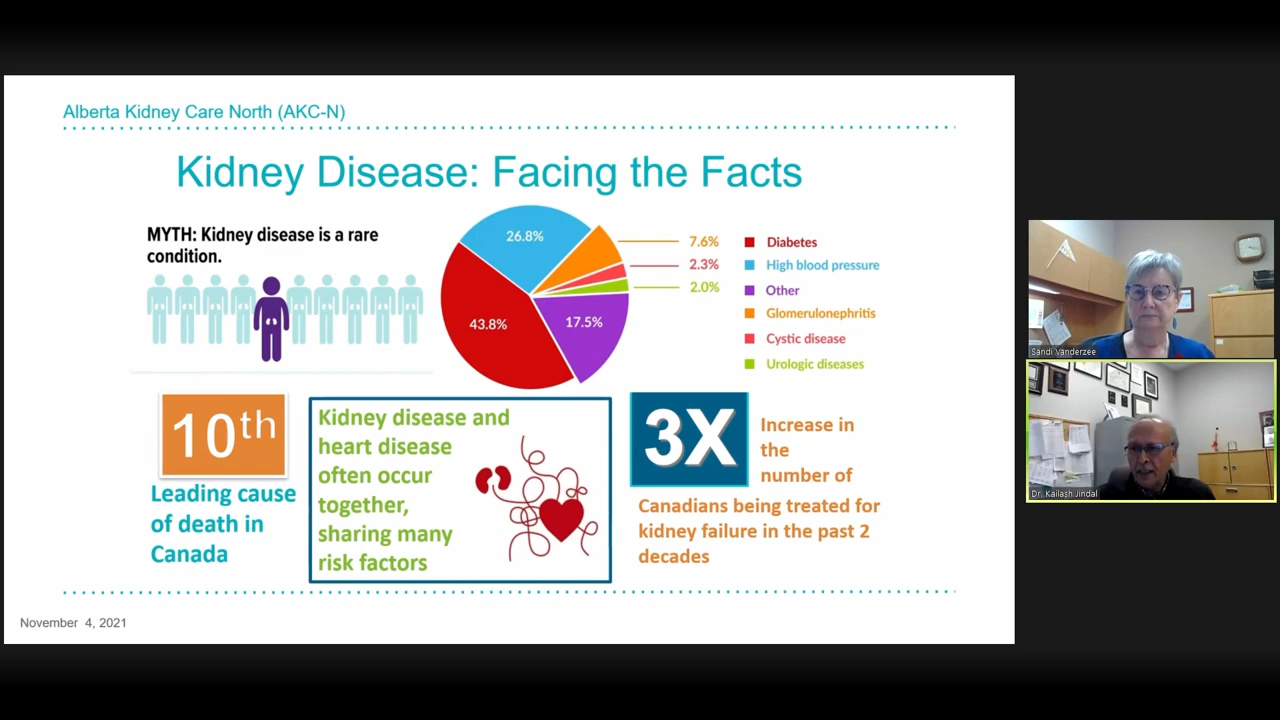 Alberta Kidney Care North (AKC-N)
Kidney Disease: Facing the Facts
MYTH: Kidney disease is a rare
condition.
26.8%
43.8%
17.5%
7.6%
2.3%
2.0%
Diabetes
High blood pressure
Other
Glomerulonephritis
Cystic disease
Urologic diseases
10th
Leading cause
of death in
Canada
Kidney disease and
heart disease
often occur
together,
sharing many
risk factors
3X
Increase in
the
number of
Canadians being treated for
kidney failure in the past 2
decades
November 4, 2021
Sandi Vanderzee
Dr. Kailash Jindal